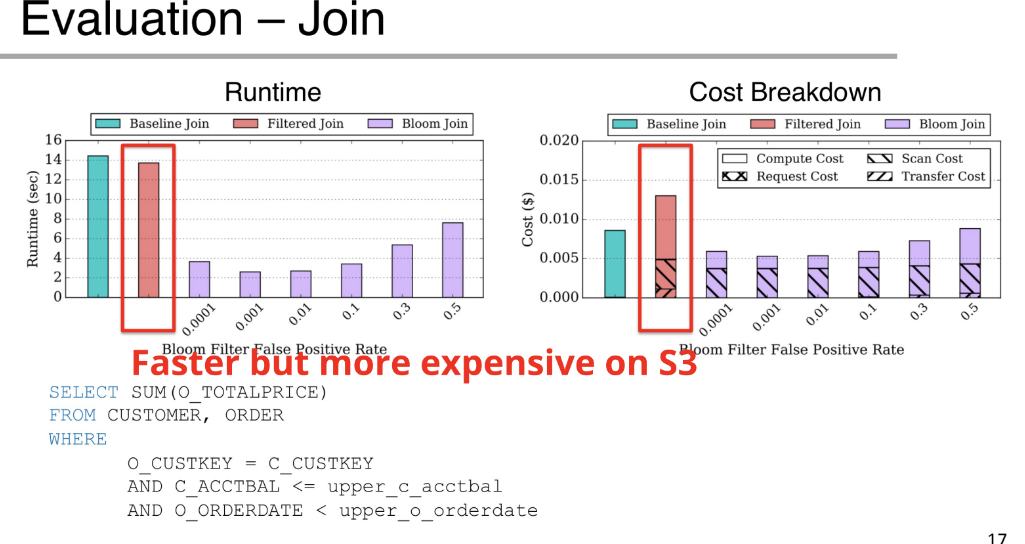 Evaluation – Join
Runtime
Baseline Join Filtered Join Bloom Join
16
14
12
10
8
6
4
2
0
Runtime (sec)
0.0001 0.001 0.01 0.1 0.3 0.5
Bloom Filter False Positive Rate
Cost Breakdown
Baseline Join Filtered Join Bloom Join
Compute Cost Scan Cost
Request Cost Transfer Cost
0.020
0.015
0.010
0.005
0.000
Cost ($)
0.0001 0.001 0.01 0.1 0.3 0.5
Bloom Filter False Positive Rate
Faster but more expensive on S3
SELECT SUM(O_TOTALPRICE)
FROM CUSTOMER, ORDER
WHERE
O_CUSTKEY = C_CUSTKEY
AND C_ACCTBAL <= upper_c_acctbal
AND O_ORDERDATE < upper_o_orderdate
17